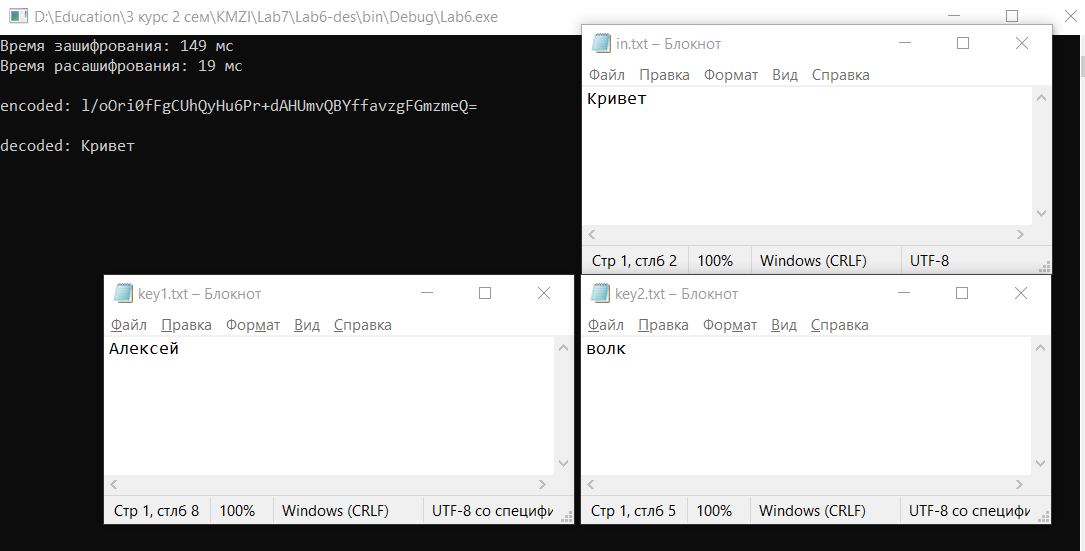 D:\Education\3 курс 2 сем\KMZI\Lab7\Lab6-des\bin\Debug\Lab6.exe
Время зашифрования: 149 мс
Время расашифрования: 19 мс
encoded: l/oOri0fFgCUhQyHu6Pr+dAHUmvQBYffavzgFGmzmeQ=
decoded: Кривет
in.txt – Блокнот
Файл Правка Формат Вид Справка
Кривет
Стр 1, стлб 2 100% Windows (CRLF) UTF-8
key1.txt – Блокнот
Файл Правка Формат Вид Справка
Алексей
Стр 1, стлб 8 100% Windows (CRLF) UTF-8 со специфи
key2.txt – Блокнот
Файл Правка Формат Вид Справка
волк
Стр 1, стлб 5 100% Windows (CRLF) UTF-8 со специфи